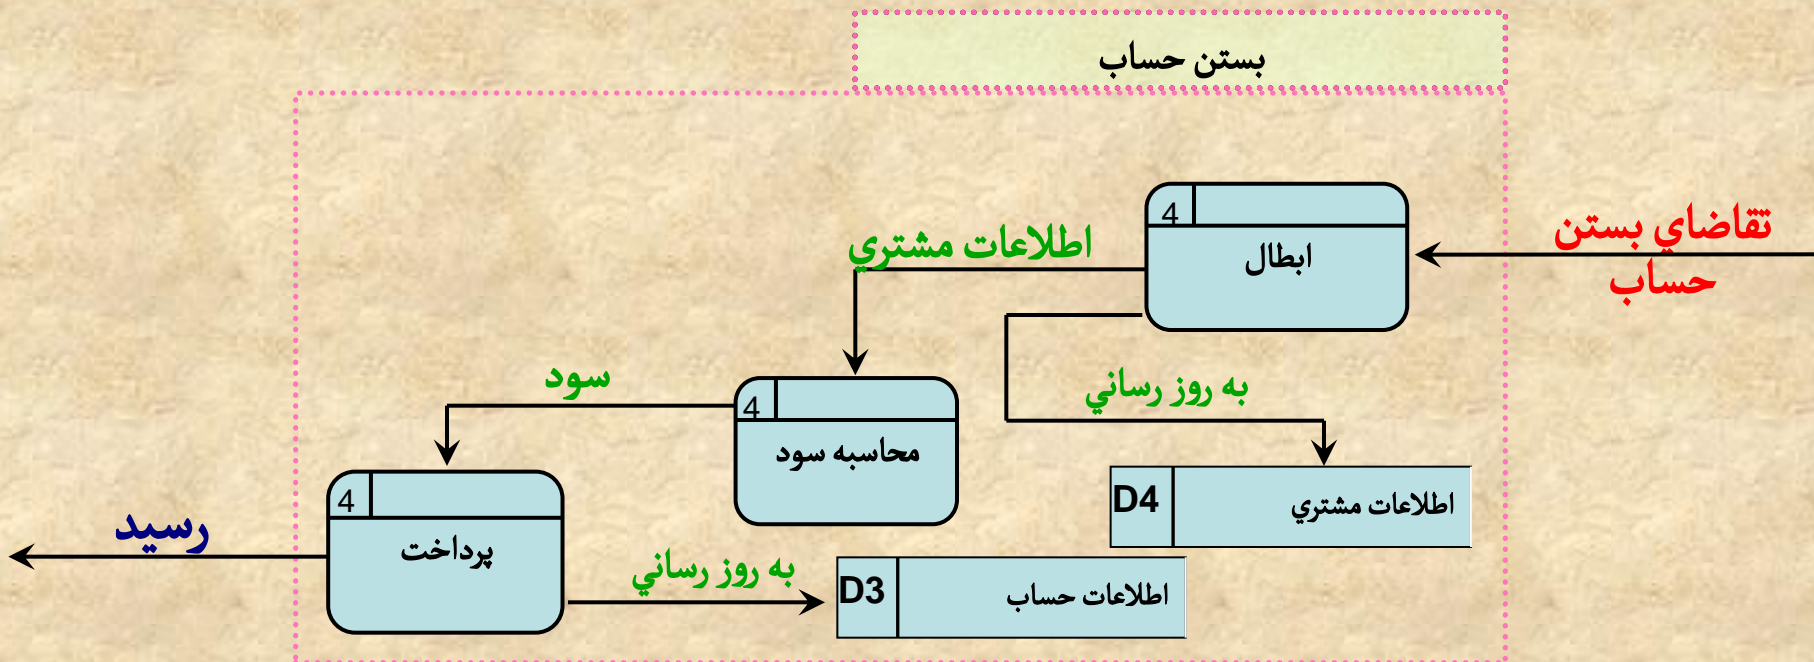 بستن حساب
تقاضاي بستن
حساب
4
ابطال
اطلاعات مشتري
به روز رساني
سود
4
محاسبه سود
D4
اطلاعات مشتري
4
پرداخت
رسید
به روز رساني
D3
اطلاعات حساب